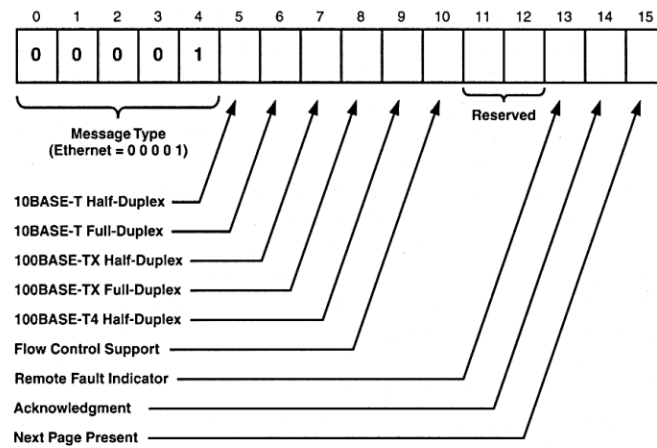 0 1 2 3 4 5 6 7 8 9 10 11 12 13 14 15
0 0 0 0 1
Reserved
Message Type
(Ethernet = 0 0 0 0 1)
10BASE-T Half-Duplex
10BASE-T Full-Duplex
100BASE-TX Half-Duplex
100BASE-TX Full-Duplex
100BASE-T4 Half-Duplex
Flow Control Support
Remote Fault Indicator
Acknowledgment
Next Page Present